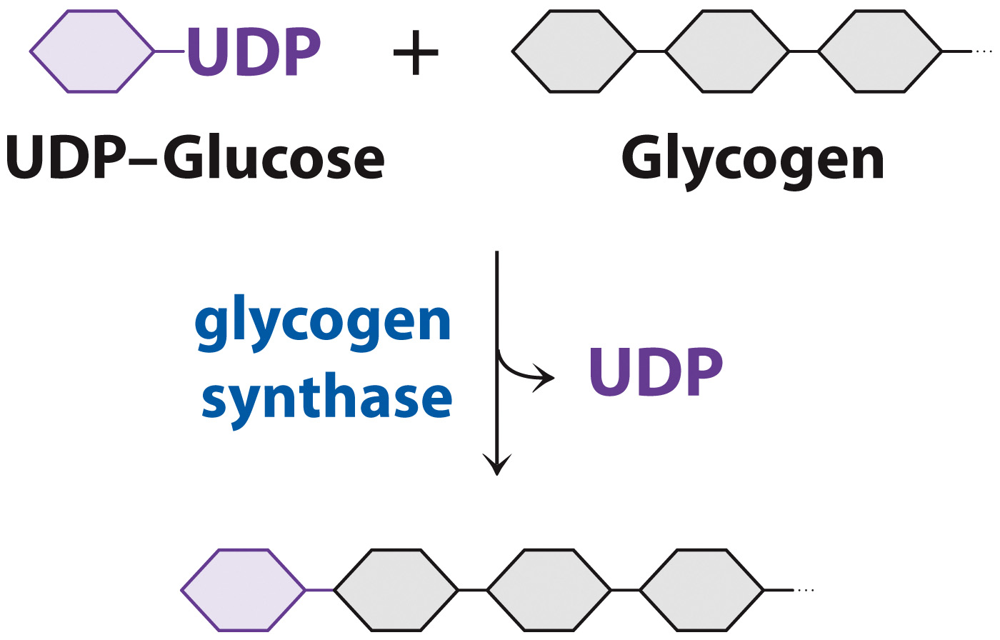 UDP + ...
UDP–Glucose Glycogen
glycogen
synthase
UDP
...